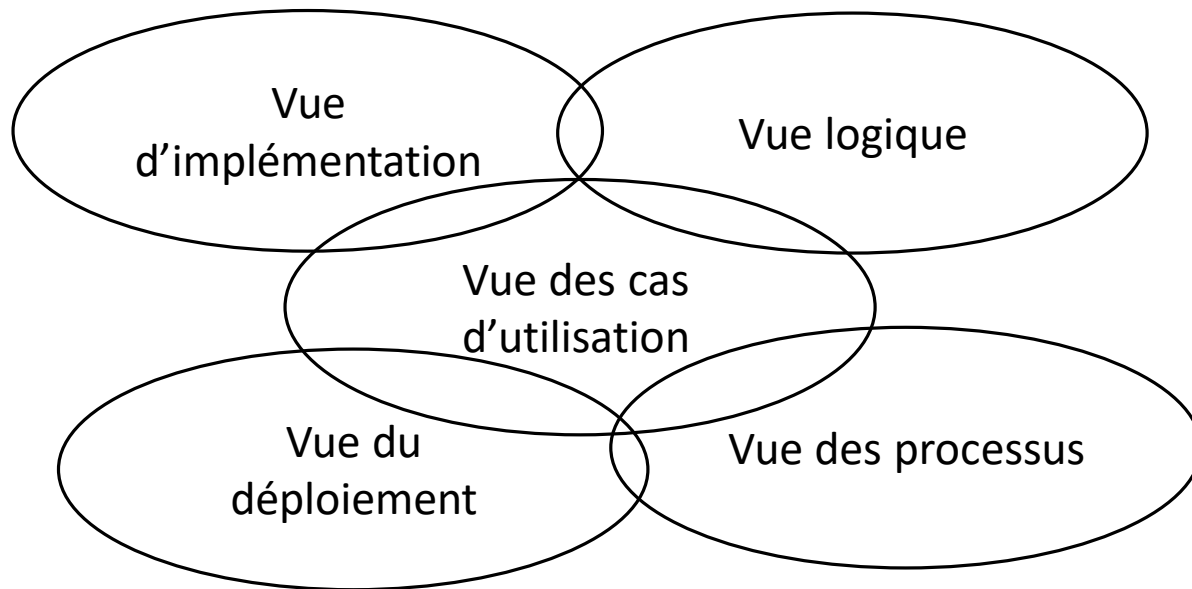 Vue
d’implémentation
Vue logique
Vue des cas
d’utilisation
Vue du
déploiement
Vue des processus